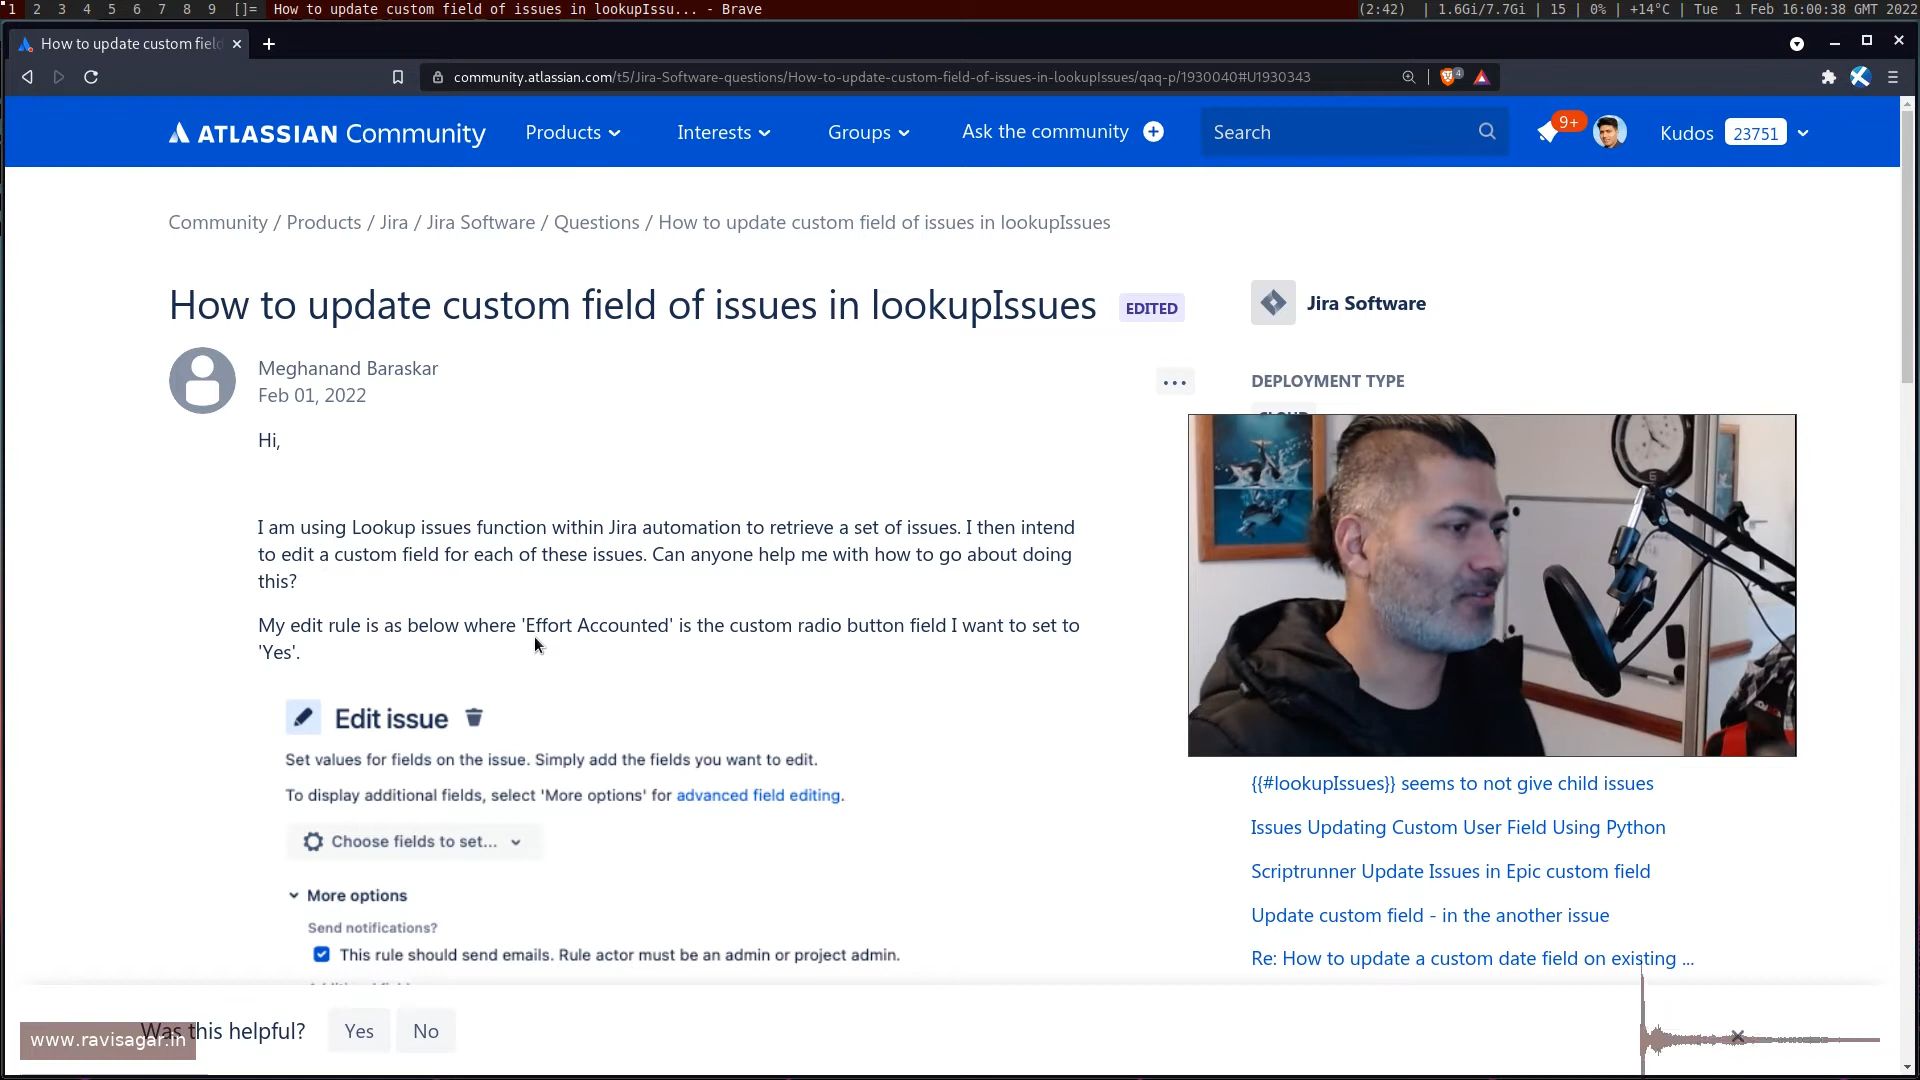 1 2 3 4 5 6 7 8 9 []= How to update custom field of issues in lookupIssu... - Brave (2:42) | 1.6Gi/7.7Gi | 15 | 0% | +14°C | Tue 1 Feb 16:00:38 GMT 2022
How to update custom field
community.atlassian.com/t5/Jira-Software-questions/How-to-update-custom-field-of-issues-in-lookupIssues/qaq-p/1930040#U1930343 4
ATLASSIAN Community Products Interests Groups Ask the community Search 9+ Kudos 23751
Community / Products / Jira / Jira Software / Questions / How to update custom field of issues in lookupIssues
How to update custom field of issues in lookupIssues EDITED
Jira Software
Meghanand Baraskar
Feb 01, 2022
DEPLOYMENT TYPE
CLOUD
Hi,
I am using Lookup issues function within Jira automation to retrieve a set of issues. I then intend
to edit a custom field for each of these issues. Can anyone help me with how to go about doing
this?
My edit rule is as below where 'Effort Accounted' is the custom radio button field I want to set to
'Yes'.
Edit issue
Set values for fields on the issue. Simply add the fields you want to edit.
To display additional fields, select 'More options' for advanced field editing.
Choose fields to set...
More options
Send notifications?
This rule should send emails. Rule actor must be an admin or project admin.
{{#lookupIssues}} seems to not give child issues
Issues Updating Custom User Field Using Python
Scriptrunner Update Issues in Epic custom field
Update custom field - in the another issue
Re: How to update a custom date field on existing ...
Was this helpful? Yes No
www.ravisagar.in